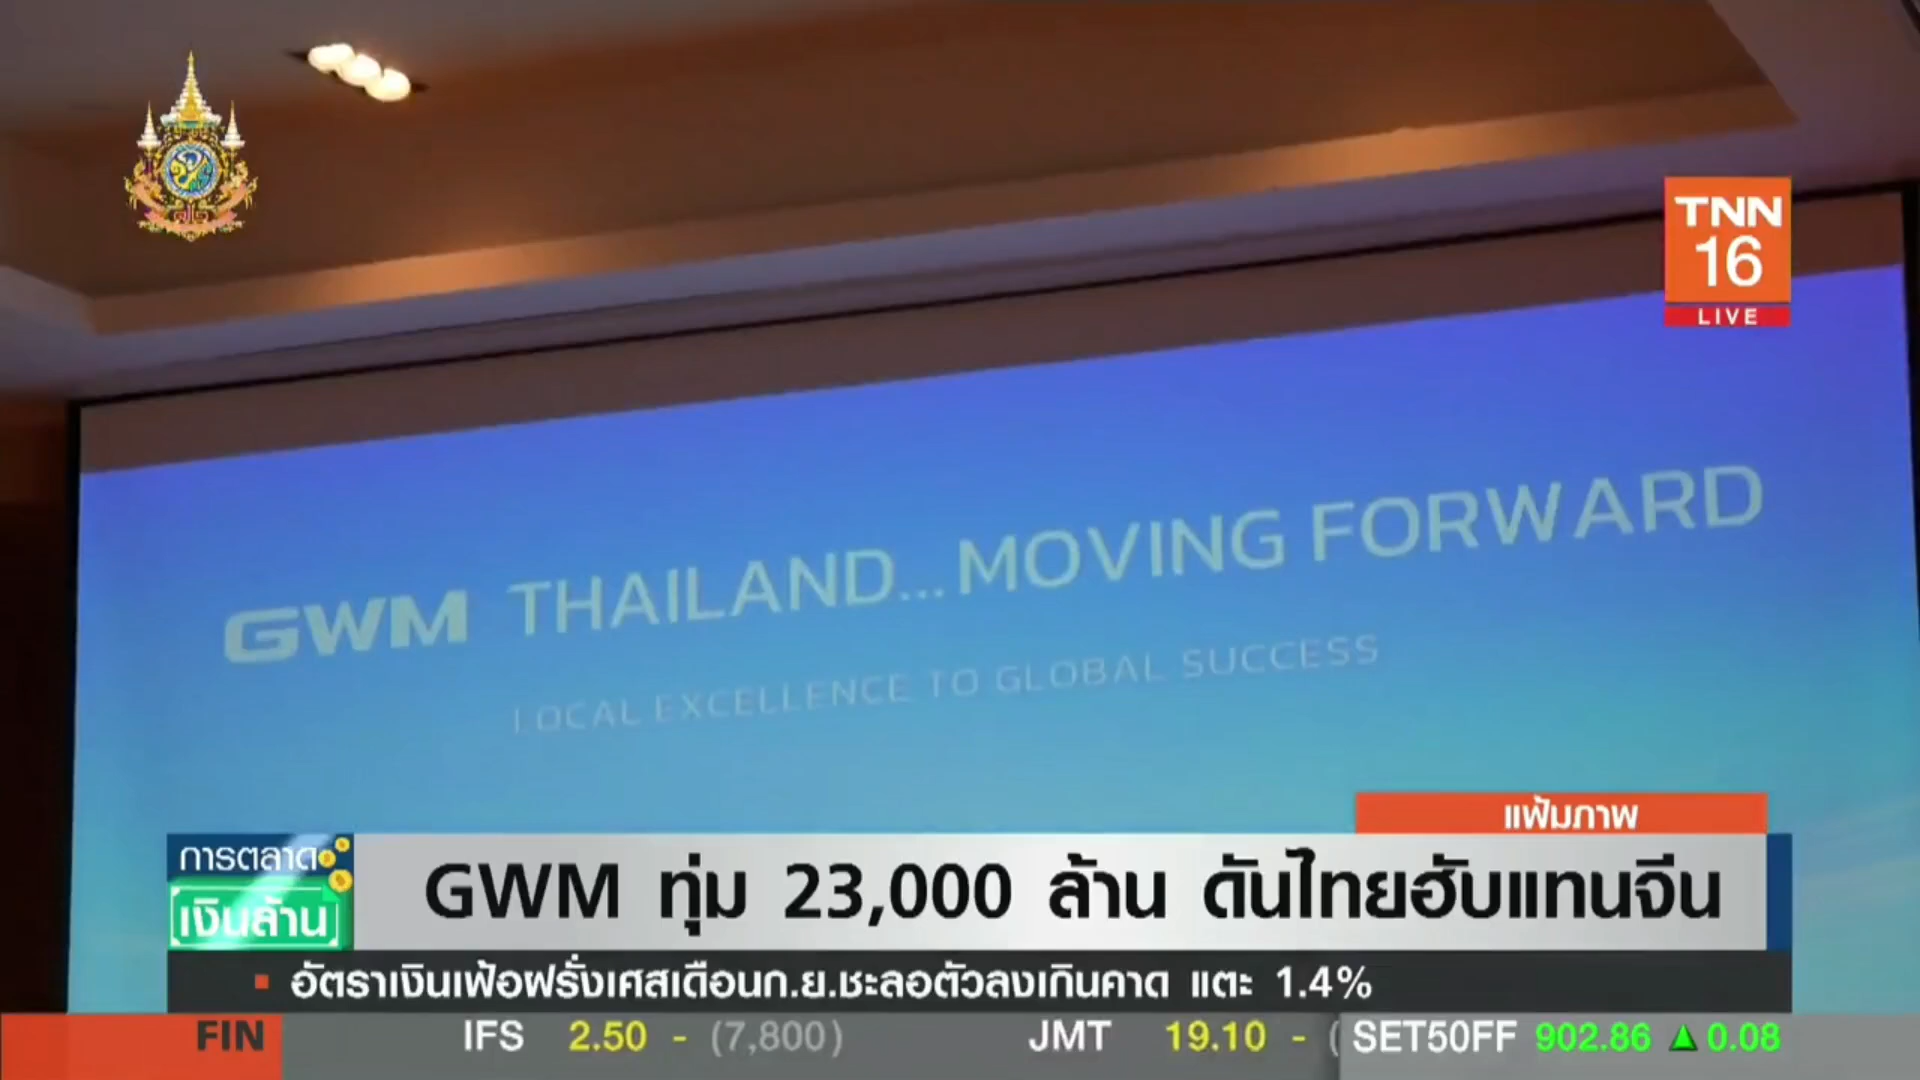 TNN
16
LIVE
GWM THAILAND... MOVING FORWARD
LOCAL EXCELLENCE TO GLOBAL SUCCESS
แฟ้มภาพ
การตลาด
เงินล้าน
GWM ทุ่ม 23,000 ล้าน ดันไทยฮับแทนจีน
อัตราเงินเฟ้อฝรั่งเศสเดือนก.ย.ชะลอตัวลงเกินคาด แตะ 1.4%
FIN IFS 2.50 - (7,800) JMT 19.10 - ( SET50FF 902.86 ▲ 0.08